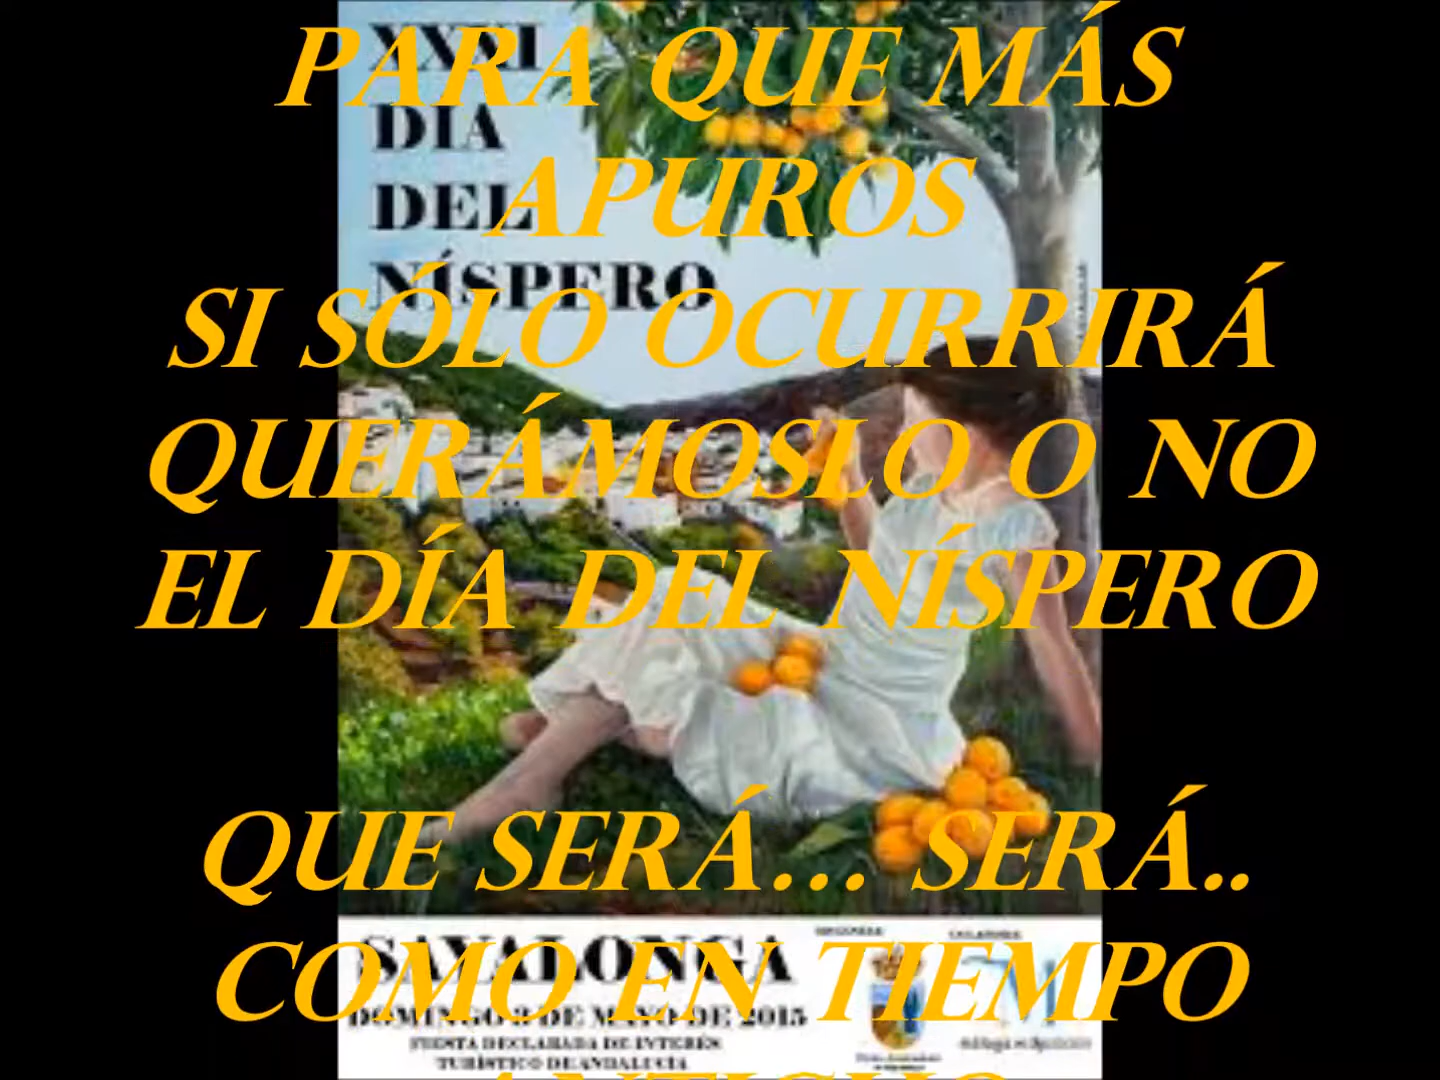 PARA QUE MÁS
APUROS
SI SÓLO OCURRIRÁ
QUERÁMOSLO O NO
EL DÍA DEL NÍSPERO
QUE SERÁ... SERÁ..
COMO EN TIEMPO
ANTIGUO
XXXI
DIA
DEL
NÍSPERO
SAYALONGA
DOMINGO 3 DE MAYO DE 2015
FIESTA DECLARADA DE INTERÉS
TURÍSTICO DE ANDALUCÍA